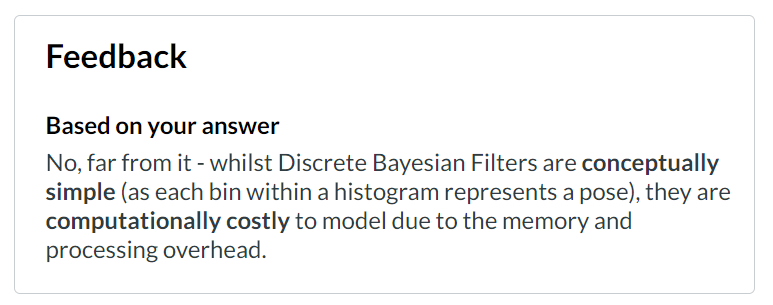 Feedback
Based on your answer
No, far from it - whilst Discrete Bayesian Filters are conceptually
simple (as each bin within a histogram represents a pose), they are
computationally costly to model due to the memory and
processing overhead.